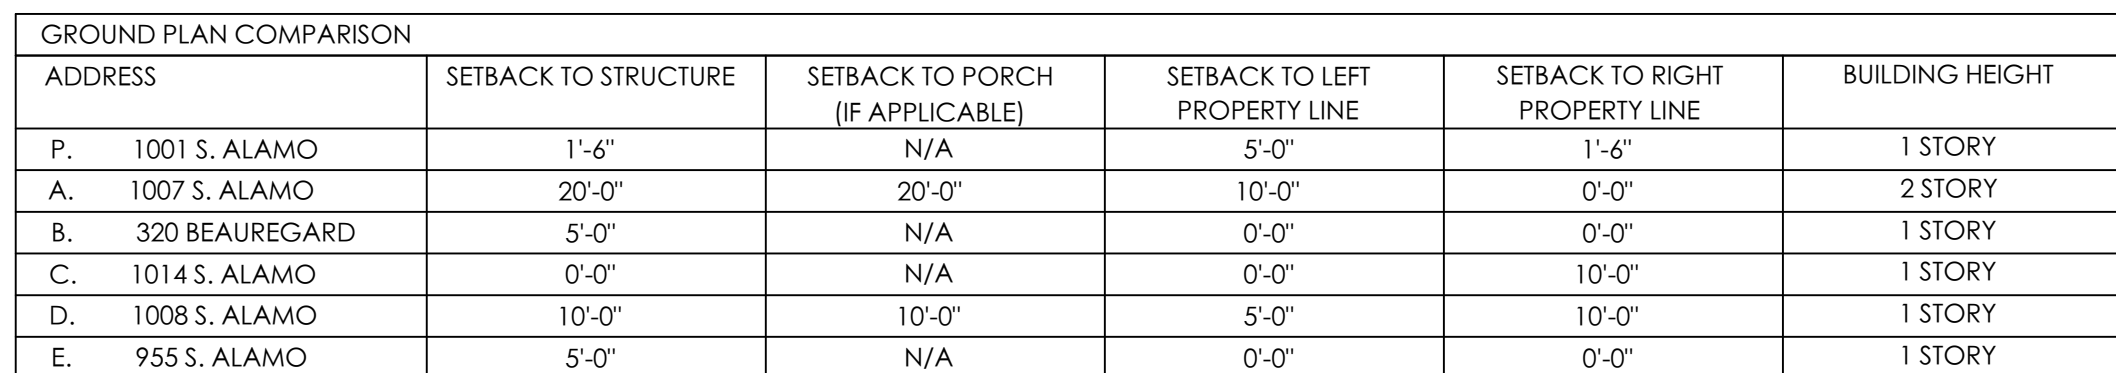 GROUND PLAN COMPARISON
ADDRESS SETBACK TO STRUCTURE SETBACK TO PORCH (IF APPLICABLE) SETBACK TO LEFT PROPERTY LINE SETBACK TO RIGHT PROPERTY LINE BUILDING HEIGHT
P. 1001 S. ALAMO 1'-6" N/A 5'-0" 1'-6" 1 STORY
A. 1007 S. ALAMO 20'-0" 20'-0" 10'-0" 0'-0" 2 STORY
B. 320 BEAUREGARD 5'-0" N/A 0'-0" 0'-0" 1 STORY
C. 1014 S. ALAMO 0'-0" N/A 0'-0" 10'-0" 1 STORY
D. 1008 S. ALAMO 10'-0" 10'-0" 5'-0" 10'-0" 1 STORY
E. 955 S. ALAMO 5'-0" N/A 0'-0" 0'-0" 1 STORY